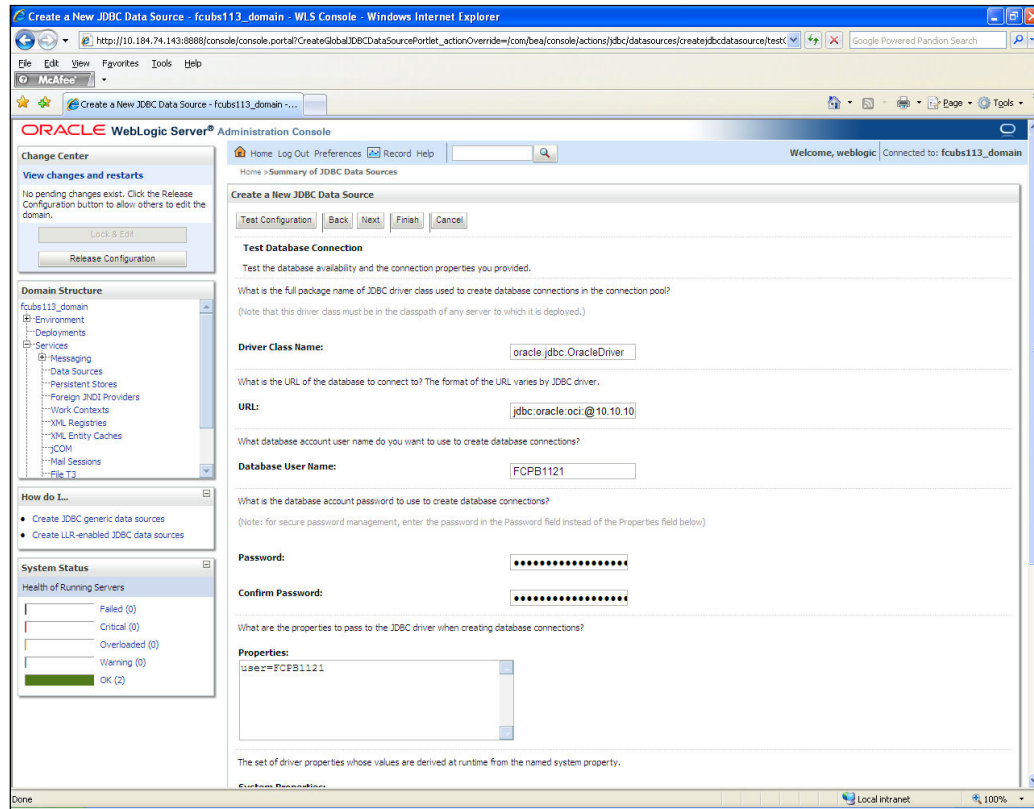 Create a New JDBC Data Source - fcubs113_domain - WLS Console - Windows Internet Explorer
http://10.184.74.143:8888/console/console.portal?CreateGlobalJDBCDataSourcePortlet_actionOverride=/com/bea/console/actions/jdbc/datasources/createjdbcdatasource/test(
Google Powered Pandion Search
File Edit View Favorites Tools Help
McAfee
Create a New JDBC Data Source - fcubs113_domain -...
Page Tools
ORACLE WebLogic Server® Administration Console
Change Center
View changes and restarts
No pending changes exist. Click the Release
Configuration button to allow others to edit the
domain.
Lock & Edit
Release Configuration
Domain Structure
fcubs113_domain
Environment
Deployments
Services
Messaging
Data Sources
Persistent Stores
Foreign JNDI Providers
Work Contexts
XML Registries
XML Entity Caches
jCOM
Mail Sessions
File T3
How do I...
Create JDBC generic data sources
Create LLR-enabled JDBC data sources
System Status
Health of Running Servers
Failed (0)
Critical (0)
Overloaded (0)
Warning (0)
OK (2)
Home Log Out Preferences Record Help
Welcome, weblogic Connected to: fcubs113_domain
Home >Summary of JDBC Data Sources
Create a New JDBC Data Source
Test Configuration Back Next Finish Cancel
Test Database Connection
Test the database availability and the connection properties you provided.
What is the full package name of JDBC driver class used to create database connections in the connection pool?
(Note that this driver class must be in the classpath of any server to which it is deployed.)
Driver Class Name: oracle.jdbc.OracleDriver
What is the URL of the database to connect to? The format of the URL varies by JDBC driver.
URL: jdbc:oracle:oci:@10.10.10
What database account user name do you want to use to create database connections?
Database User Name: FCPB1121
What is the database account password to use to create database connections?
(Note: for secure password management, enter the password in the Password field instead of the Properties field below)
Password: ••••••••••••••••••
Confirm Password: ••••••••••••••••••
What are the properties to pass to the JDBC driver when creating database connections?
Properties:
user=FCPB1121
The set of driver properties whose values are derived at runtime from the named system property.
System Properties:
Done
Local intranet
100%